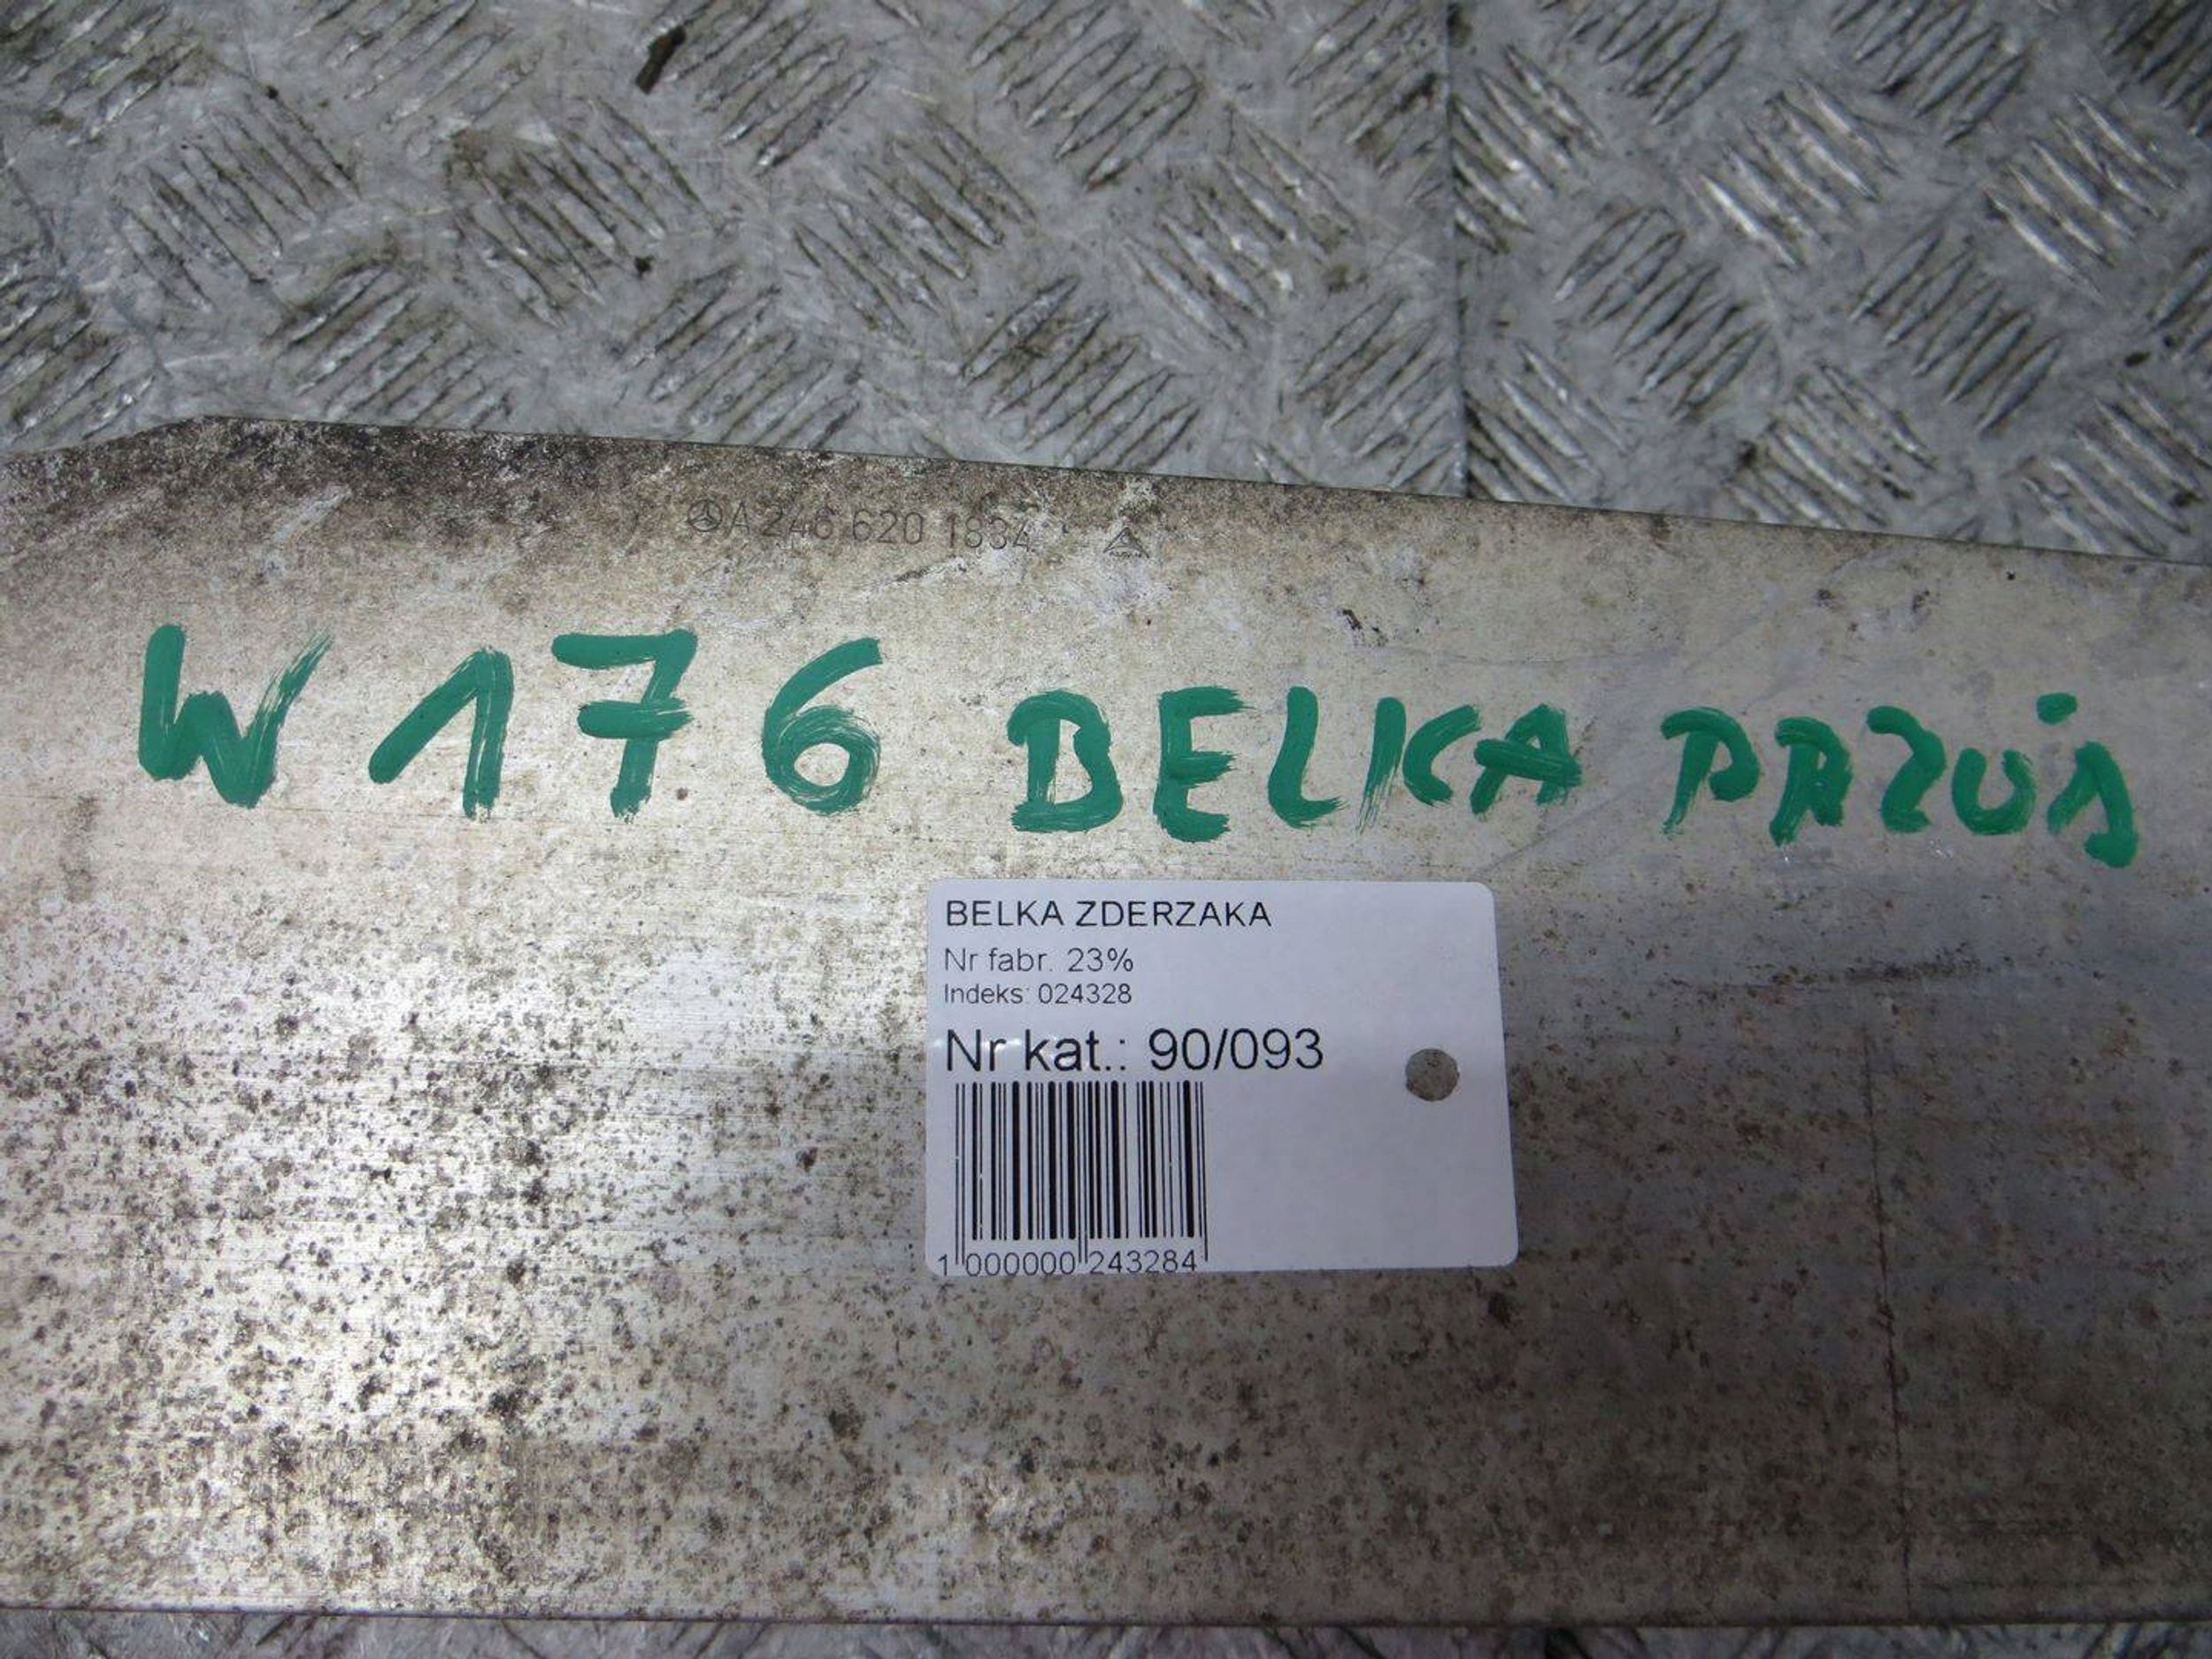 A 246 620 1834
W176 BELKA PRZÓD
BELKA ZDERZAKA
Nr fabr. 23%
Indeks: 024328
Nr kat.: 90/093
1 000000 243284